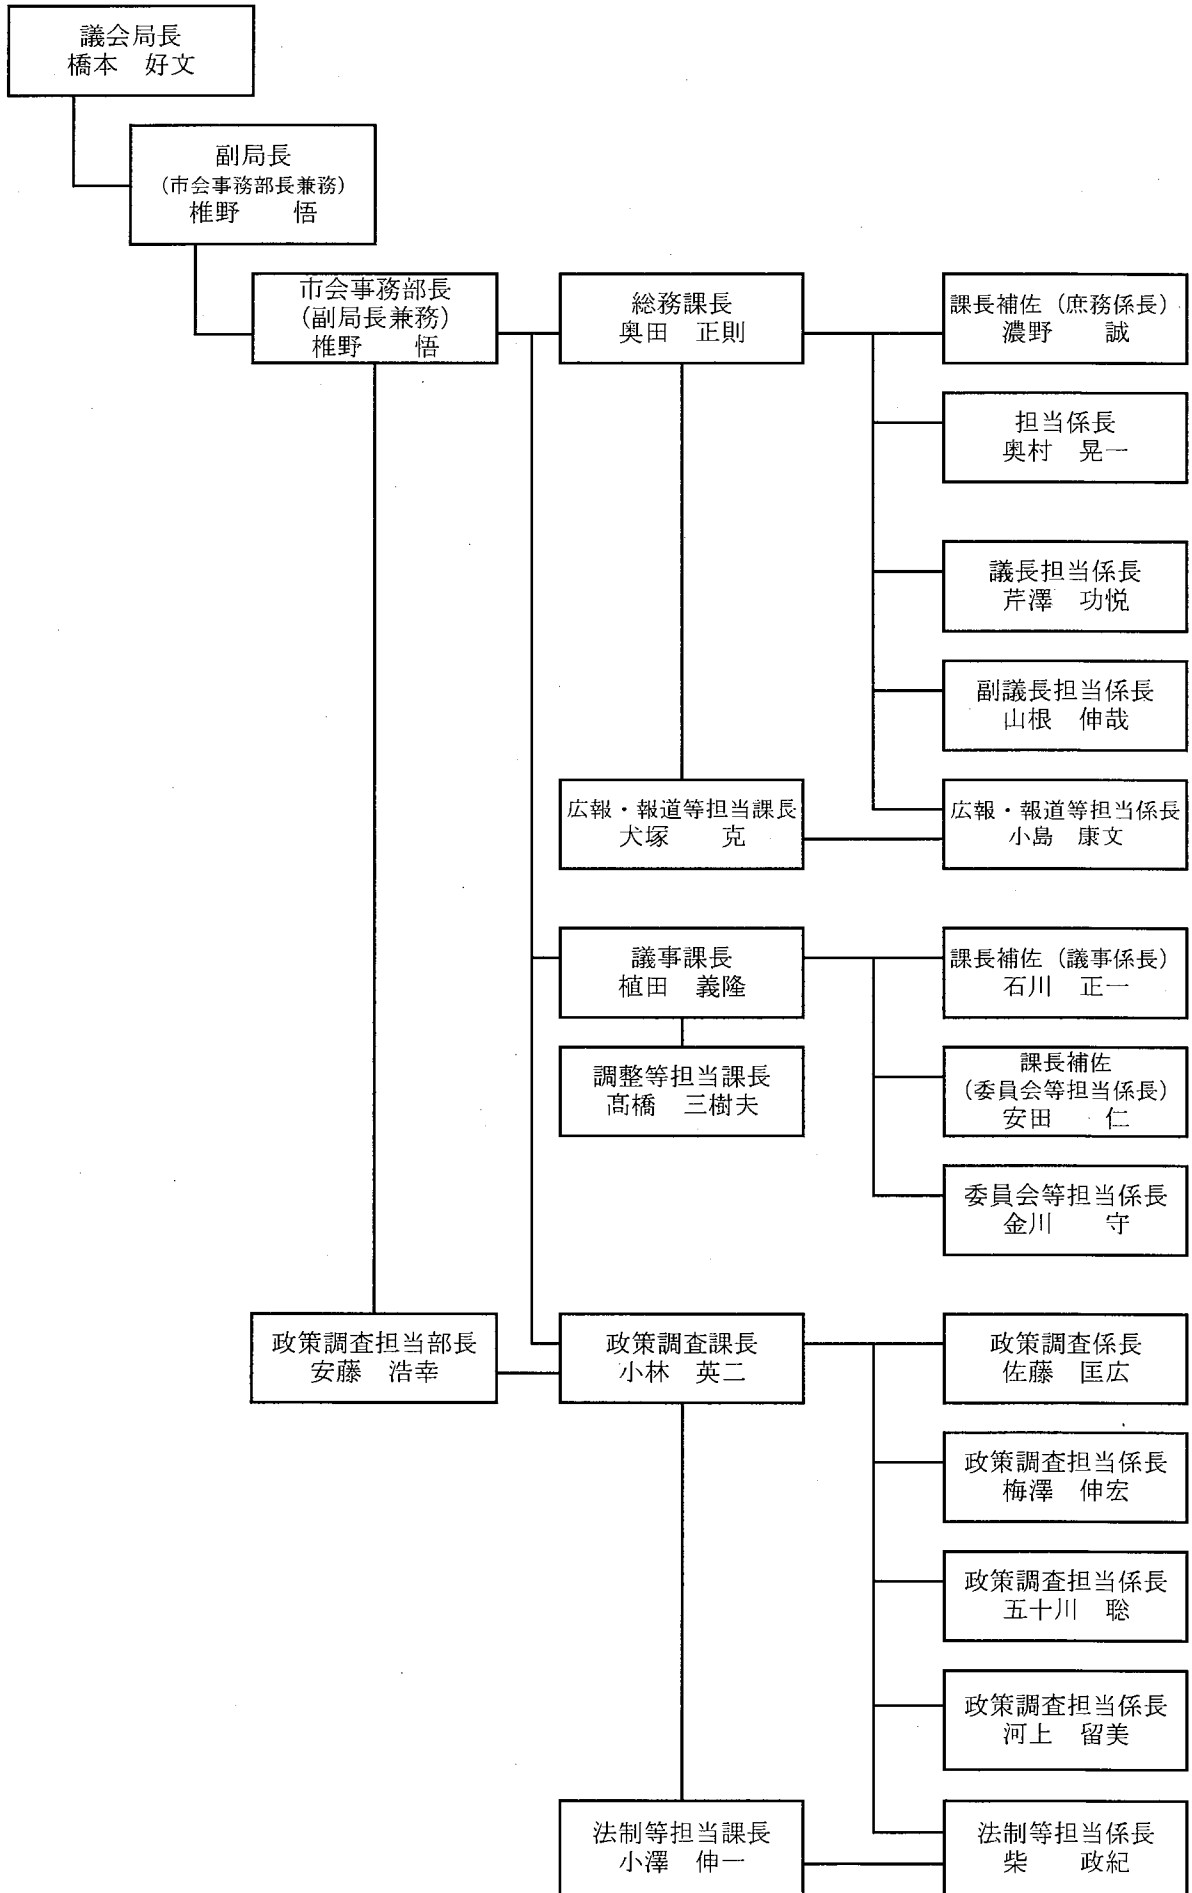 議会局長
橋本　好文
副局長
(市会事務部長兼務)
椎野　　悟
市会事務部長
(副局長兼務)
椎野　　悟
総務課長
奥田　正則
課長補佐（庶務係長）
濃野　　誠
担当係長
奥村　晃一
議長担当係長
芹澤　功悦
副議長担当係長
山根　伸哉
広報・報道等担当課長
犬塚　　克
広報・報道等担当係長
小島　康文
議事課長
植田　義隆
課長補佐（議事係長）
石川　正一
調整等担当課長
髙橋　三樹夫
課長補佐
(委員会等担当係長)
安田　　仁
委員会等担当係長
金川　　守
政策調査担当部長
安藤　浩幸
政策調査課長
小林　英二
政策調査係長
佐藤　匡広
政策調査担当係長
梅澤　伸宏
政策調査担当係長
五十川　聡
政策調査担当係長
河上　留美
法制等担当課長
小澤　伸一
法制等担当係長
柴　　政紀